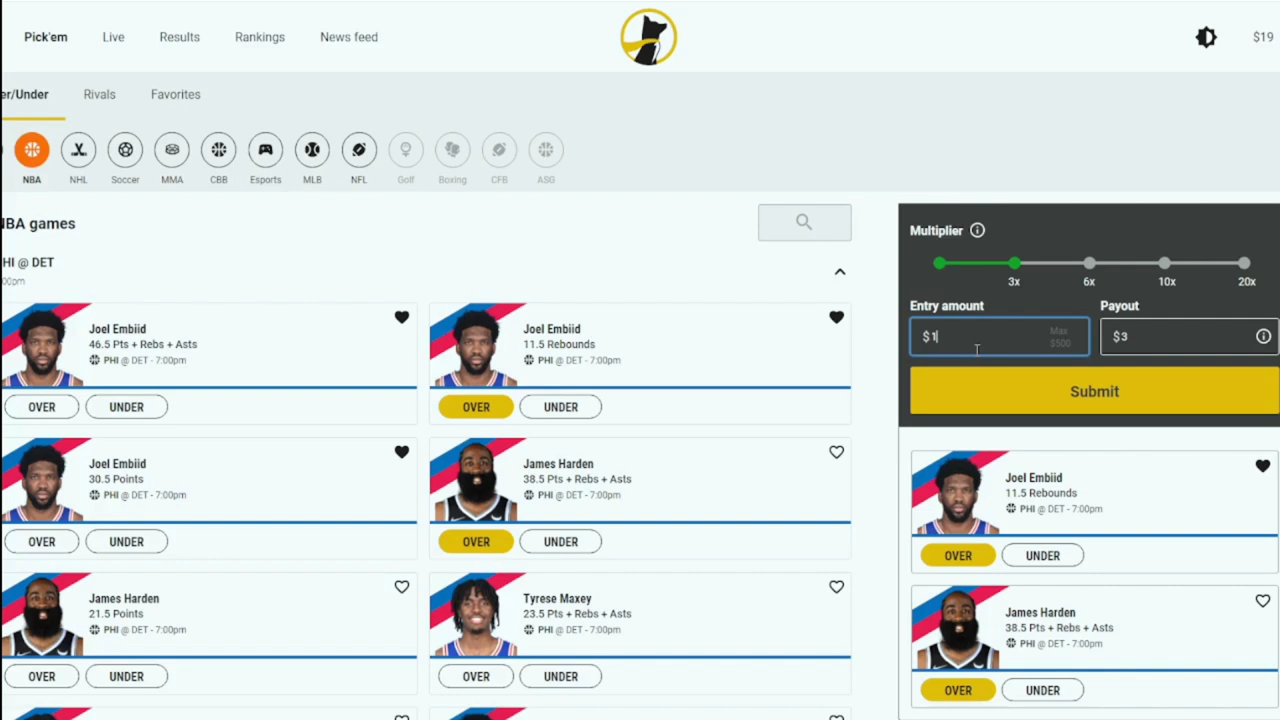 Pick'em
Live
Results
Rankings
News feed
$19
er/Under
Rivals
Favorites
NBA
NHL
Soccer
MMA
CBB
Esports
MLB
NFL
Golf
Boxing
CFB
ASG
NBA games
HI @ DET
00pm
Joel Embiid
46.5 Pts + Rebs + Asts
PHI @ DET - 7:00pm
OVER
UNDER
Joel Embiid
11.5 Rebounds
PHI @ DET - 7:00pm
OVER
UNDER
Joel Embiid
30.5 Points
PHI @ DET - 7:00pm
OVER
UNDER
James Harden
38.5 Pts + Rebs + Asts
PHI @ DET - 7:00pm
OVER
UNDER
James Harden
21.5 Points
PHI @ DET - 7:00pm
OVER
UNDER
Tyrese Maxey
23.5 Pts + Rebs + Asts
PHI @ DET - 7:00pm
OVER
UNDER
Multiplier
3x
6x
10x
20x
Entry amount
Payout
$1
Max
$500
$3
Submit
Joel Embiid
11.5 Rebounds
PHI @ DET - 7:00pm
OVER
UNDER
James Harden
38.5 Pts + Rebs + Asts
PHI @ DET - 7:00pm
OVER
UNDER